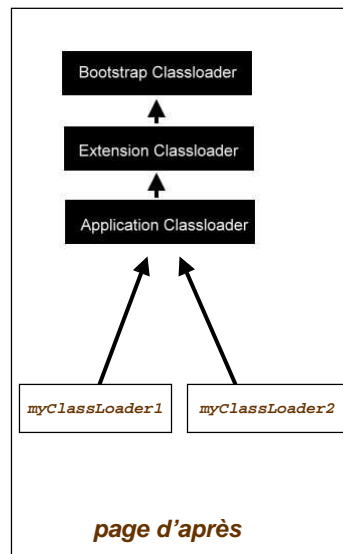 Bootstrap Classloader
Extension Classloader
Application Classloader
myClassLoader1 myClassLoader2
page d'après